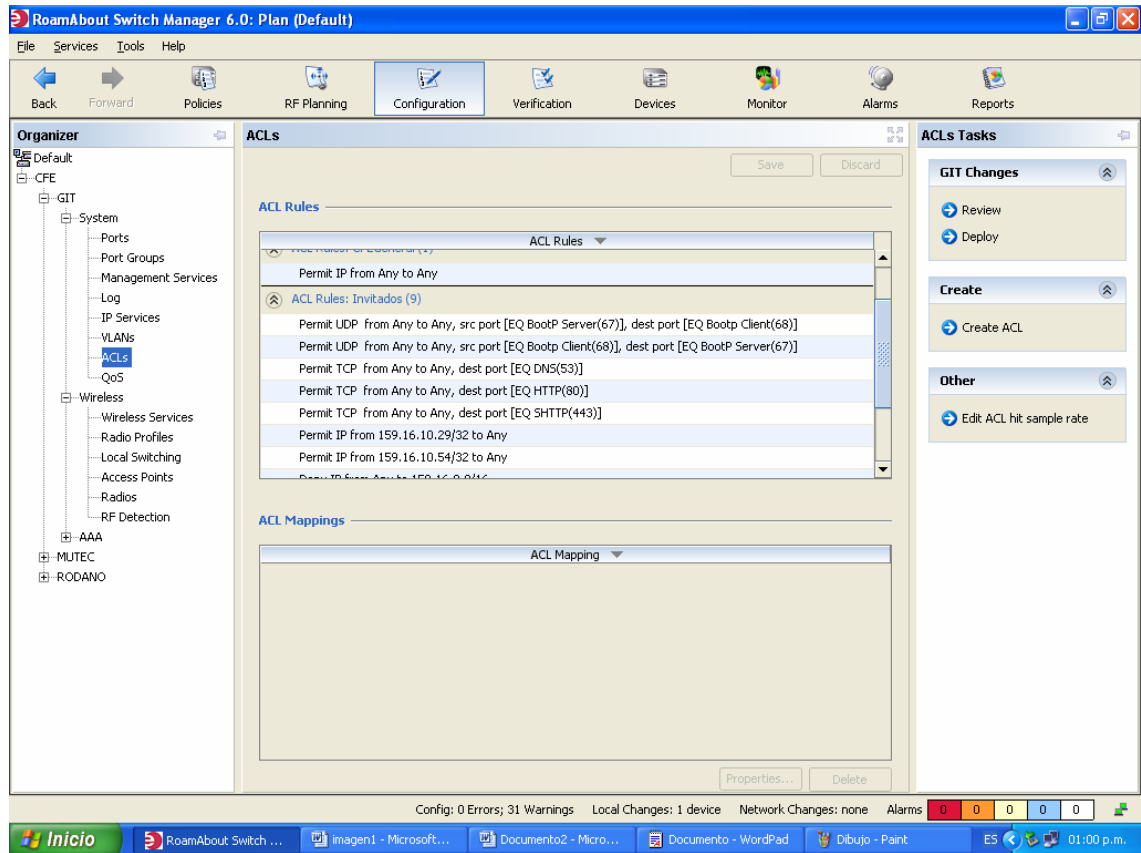 RoamAbout Switch Manager 6.0: Plan (Default)
File Services Tools Help
Back Forward Policies RF Planning Configuration Verification Devices Monitor Alarms Reports
Organizer
Default
CFE
GIT
System
Ports
Port Groups
Management Services
Log
IP Services
VLANs
ACLs
QoS
Wireless
Wireless Services
Radio Profiles
Local Switching
Access Points
Radios
RF Detection
AAA
MUTEC
RODANO
ACLs
Save Discard
ACL Rules
ACL Rules
Permit IP from Any to Any
ACL Rules: Invitados (9)
Permit UDP from Any to Any, src port [EQ BootP Server(67)], dest port [EQ Bootp Client(68)]
Permit UDP from Any to Any, src port [EQ Bootp Client(68)], dest port [EQ BootP Server(67)]
Permit TCP from Any to Any, dest port [EQ DNS(53)]
Permit TCP from Any to Any, dest port [EQ HTTP(80)]
Permit TCP from Any to Any, dest port [EQ SHTTP(443)]
Permit IP from 159.16.10.29/32 to Any
Permit IP from 159.16.10.54/32 to Any
ACL Mappings
ACL Mapping
Properties... Delete
ACLs Tasks
GIT Changes
Review
Deploy
Create
Create ACL
Other
Edit ACL hit sample rate
Config: 0 Errors; 31 Warnings Local Changes: 1 device Network Changes: none Alarms 0 0 0 0 0
Inicio RoamAbout Switch ... imagen1 - Microsoft... Documento2 - Micro... Documento - WordPad Dibujo - Paint ES 01:00 p.m.